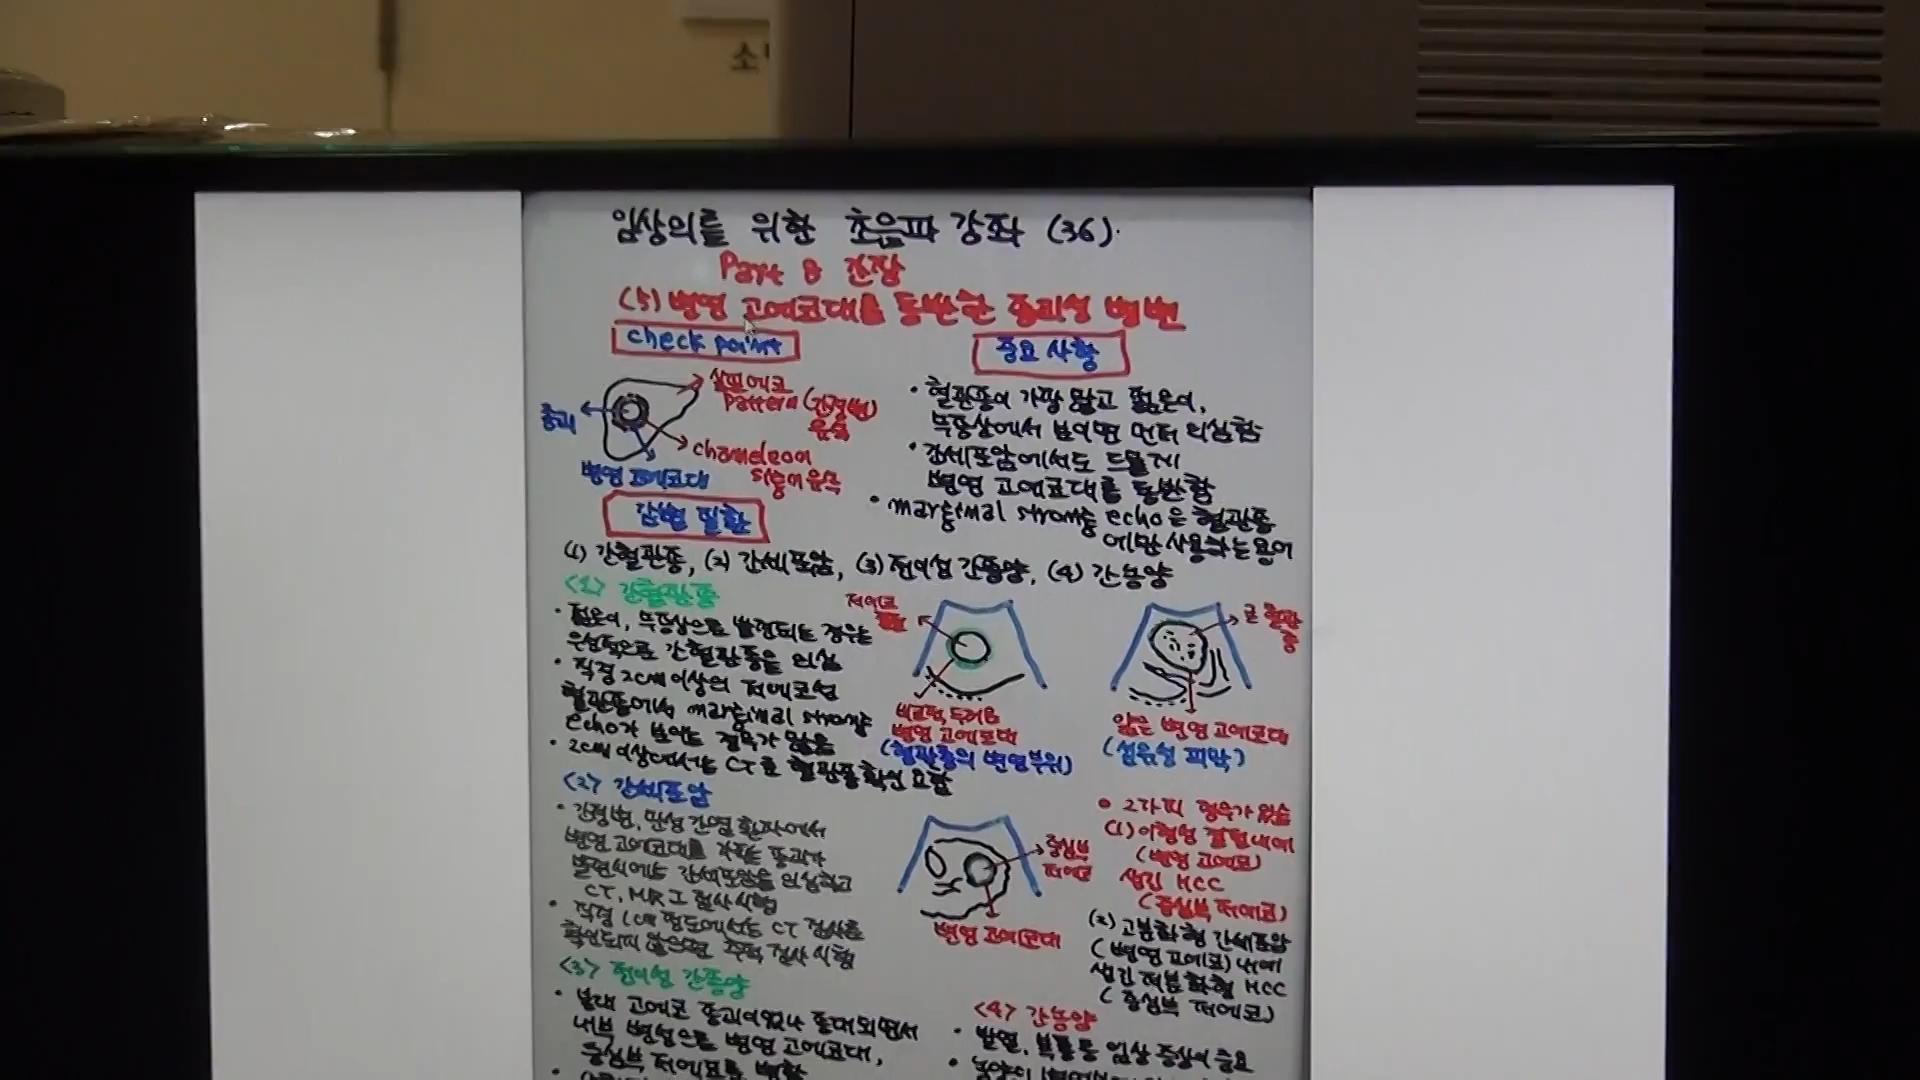 소
임상의를 위한 초음파 강좌 (36).
Part 8 간장
(5) 변연 고에코대를 동반한 종괴성 병변
check point
종괴
실질에코
pattern (간경변)
유무
chameleon
sign 유무
변연 고에코대
중요 사항
• 혈관종이 가장 많고 젊은이,
무증상에서 보이면 먼저 의심함
• 간세포암에서도 드물게
변연 고에코대를 동반함
• marginal strong echo은 혈관종
에만 사용하는 용어
감별 질환
(1) 간혈관종, (2) 간세포암, (3) 전이성 간종양, (4) 간농양
<1> 간혈관종
• 젊은이, 무증상으로 발견되는 경우는
우선적으로 간혈관종을 의심
• 직경 2cm이상의 저에코성
혈관종에서 marginal strong
echo가 보이는 경우가 많음
• 2cm 이상에서는 CT로 혈관종 확인 요함
저에코
비교적 두꺼운
변연 고에코대
(혈관종의 변연부위)
큰 혈관
종
얇은 변연 고에코대
(섬유성 피막)
<2> 간세포암
• 간경변, 만성 간염 환자에서
변연 고에코대를 가지는 종괴가
발견시에는 간세포암을 의심하고
CT, MRI 검사 시행
• 직경 1cm 정도에서는 CT 검사로
확인되지 않으면 추적 검사 시행
중심부
저에코
변연 고에코대
• 2가지 경우가 있음
(1) 이형성 결절내에
(변연 고에코)
생긴 HCC
(중심부 저에코)
(2) 고분화형 간세포암
(변연 고에코) 내에
생긴 저분화형 HCC
(중심부 저에코)
<3> 전이성 간종양
• 본래 고에코 종괴이었으나 증대되면서
내부 변성으로 변연 고에코대,
중심부 저에코를 보임
<4> 간농양
• 발열, 복통등 임상 증상이 중요